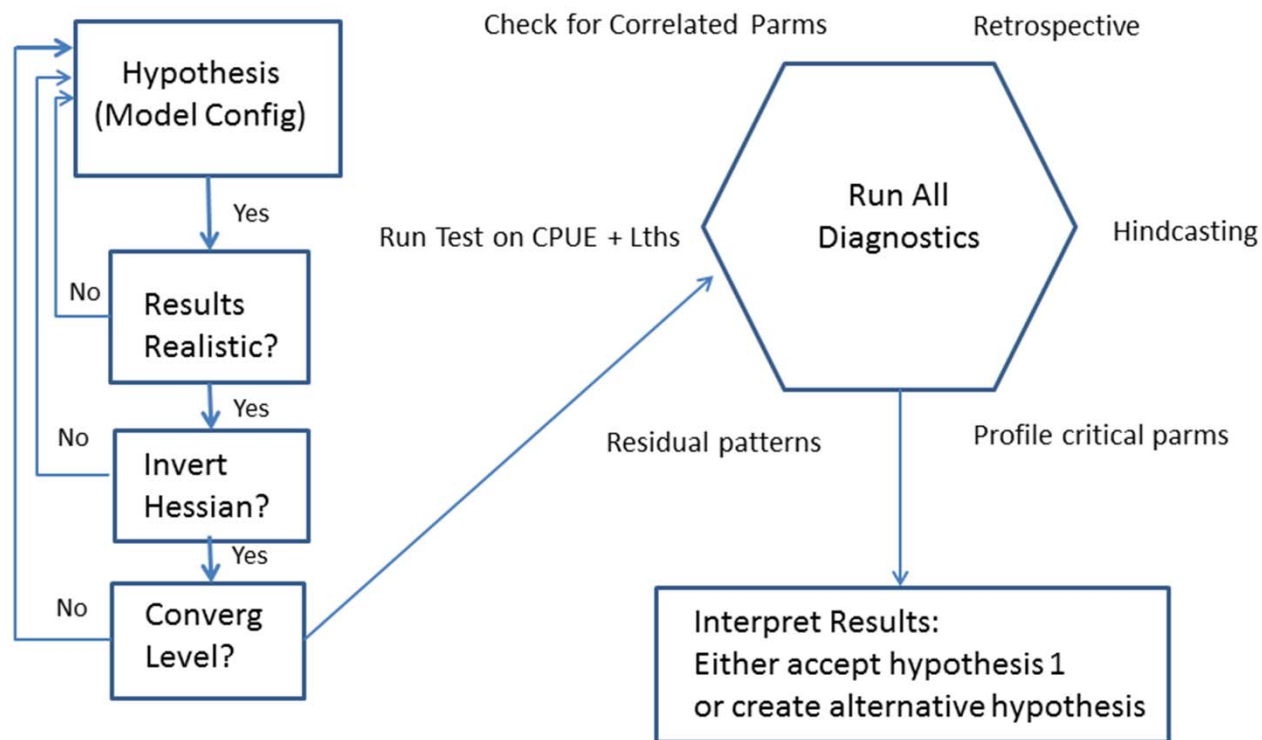 Hypothesis
(Model Config)
Yes
No
Results
Realistic?
Yes
No
Invert
Hessian?
Yes
No
Converg
Level?
Check for Correlated Parms
Retrospective
Run Test on CPUE + Lths
Run All
Diagnostics
Hindcasting
Residual patterns
Profile critical parms
Interpret Results:
Either accept hypothesis 1
or create alternative hypothesis